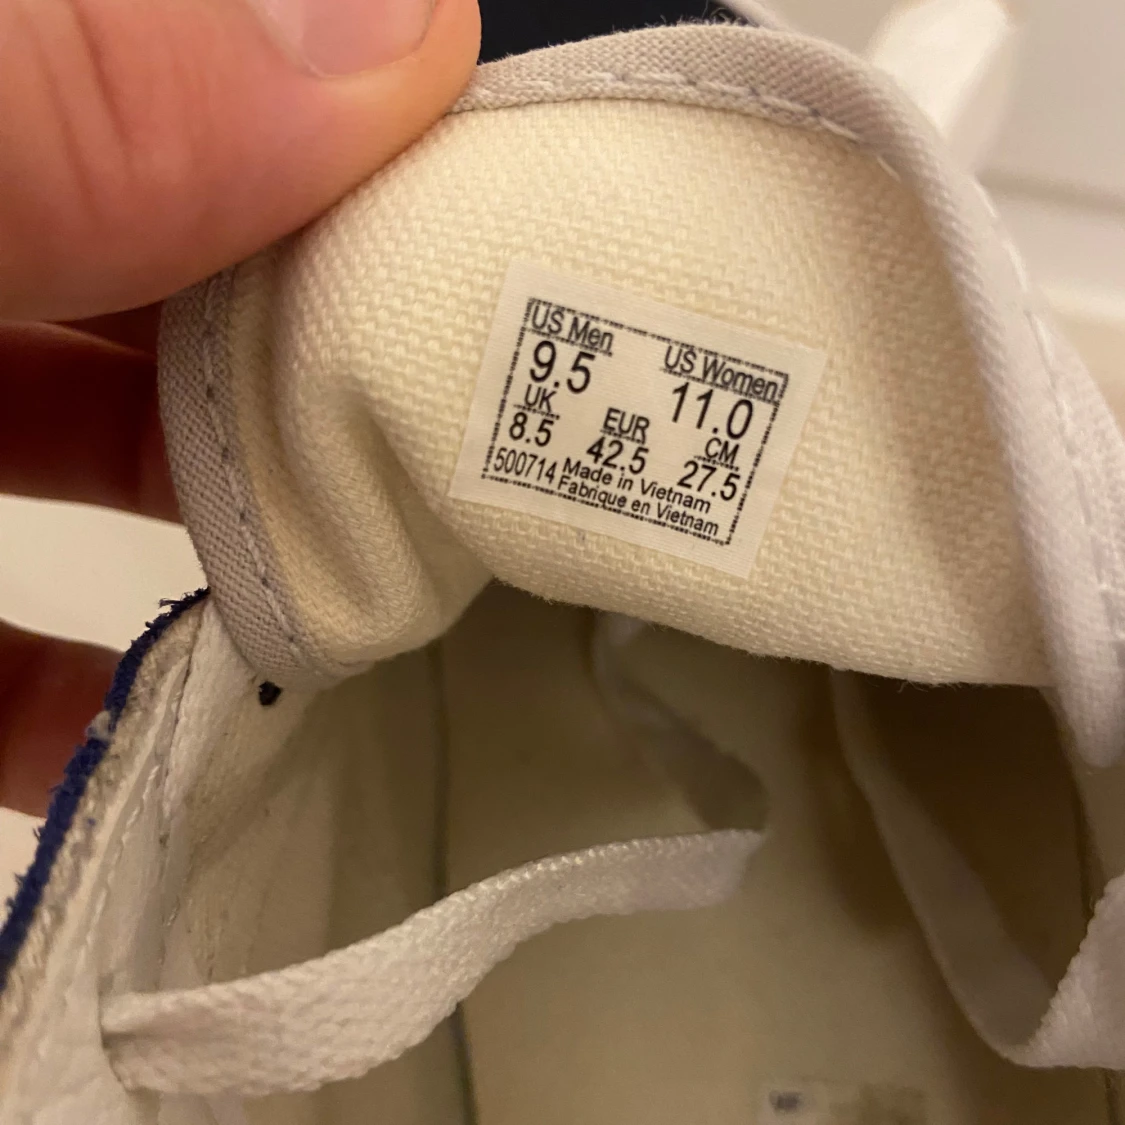 US Men US Women
9.5 11.0
UK EUR CM
8.5 42.5 27.5
500714 Made in Vietnam
Fabrique en Vietnam